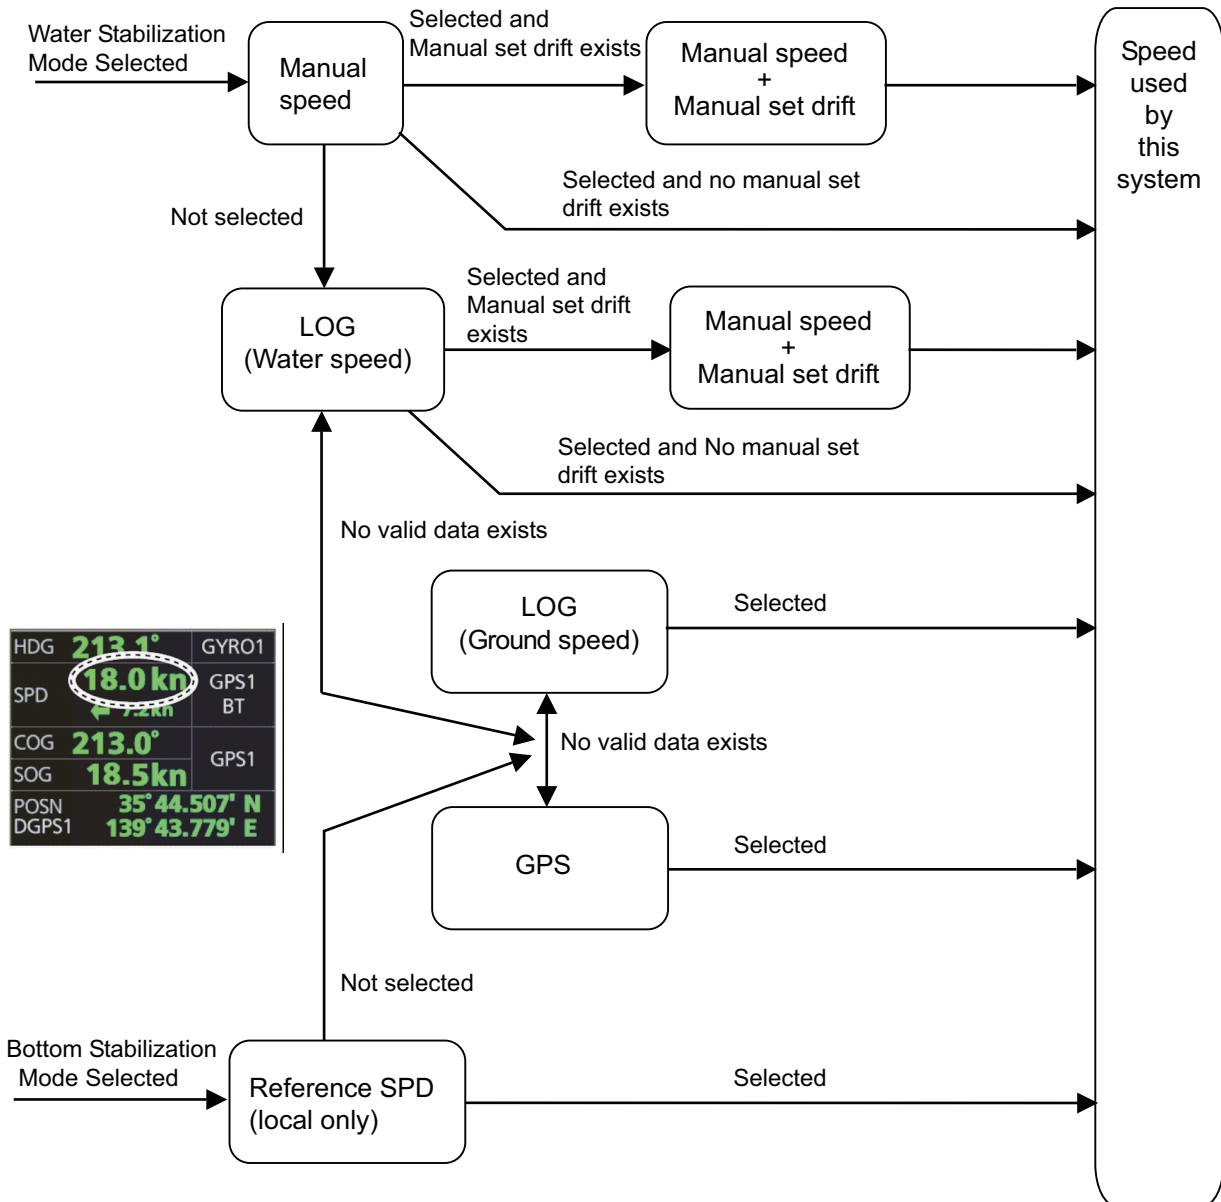 Water Stabilization
Mode Selected
Manual
speed
Selected and
Manual set drift exists
Manual speed
+
Manual set drift
Speed
used
by
this
system
Selected and no manual set
drift exists
Not selected
LOG
(Water speed)
Selected and
Manual set drift
exists
Manual speed
+
Manual set drift
Selected and No manual set
drift exists
No valid data exists
LOG
(Ground speed)
Selected
HDG 213.1° GYRO1
SPD 18.0 kn GPS1
7.2kn BT
COG 213.0° GPS1
SOG 18.5kn
POSN 35°44.507' N
DGPS1 139°43.779' E
No valid data exists
GPS
Selected
Not selected
Bottom Stabilization
Mode Selected
Reference SPD
(local only)
Selected